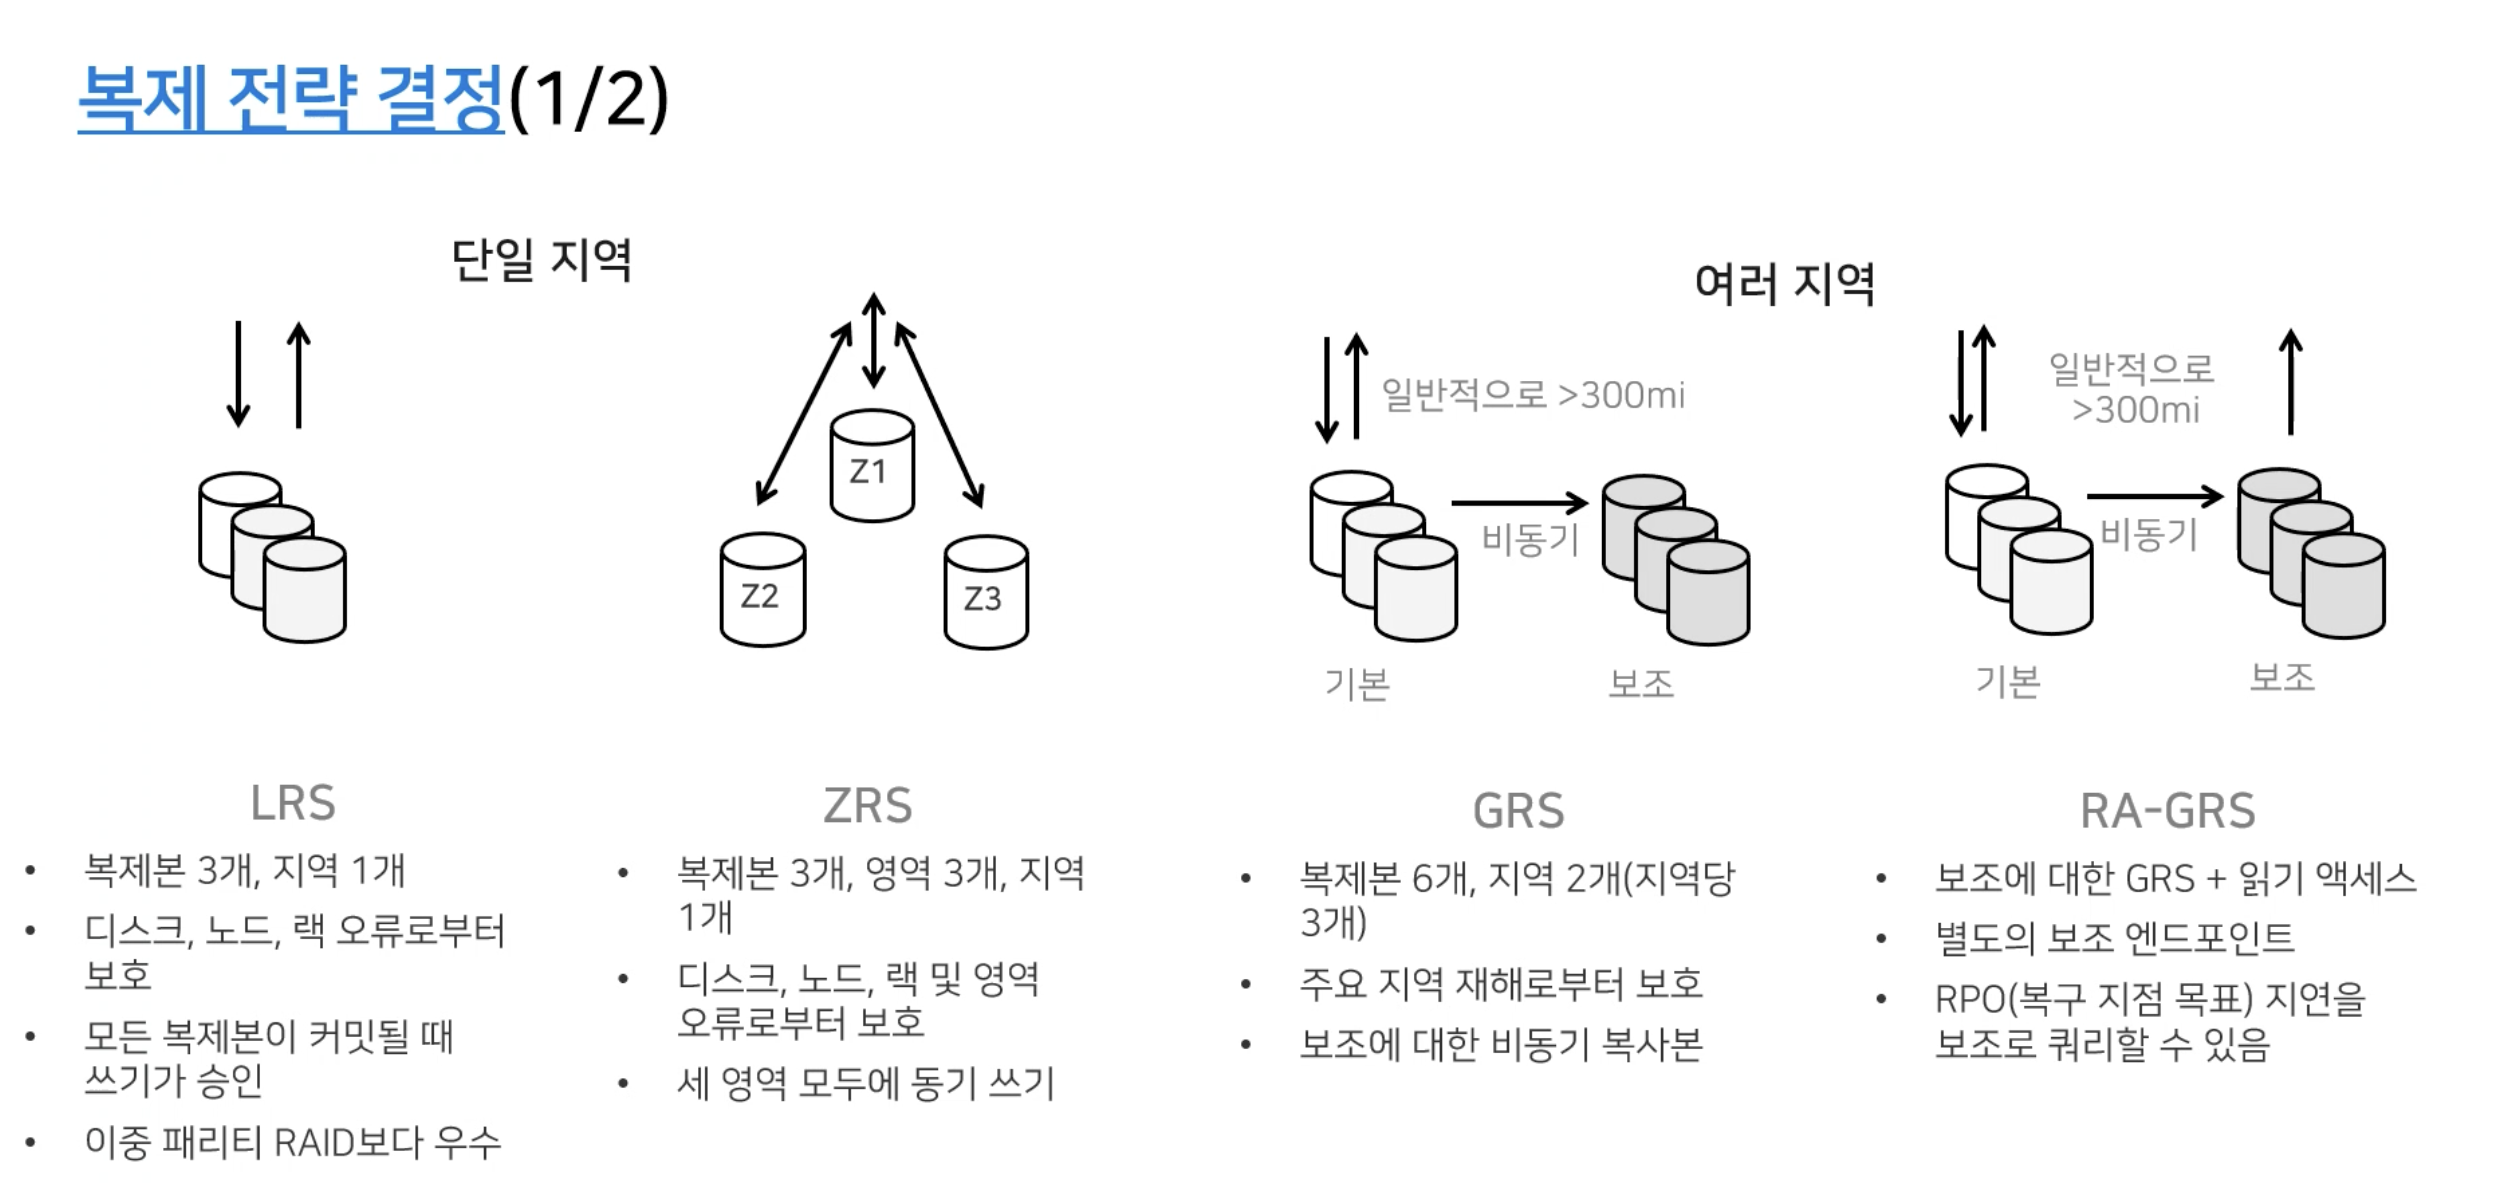 복제 전략 결정(1/2)
단일 지역
Z1
Z2
Z3
여러 지역
일반적으로 >300mi
비동기
기본
보조
일반적으로
>300mi
비동기
기본
보조
LRS
• 복제본 3개, 지역 1개
• 디스크, 노드, 랙 오류로부터
보호
• 모든 복제본이 커밋될 때
쓰기가 승인
• 이중 패리티 RAID보다 우수
ZRS
• 복제본 3개, 영역 3개, 지역
1개
• 디스크, 노드, 랙 및 영역
오류로부터 보호
• 세 영역 모두에 동기 쓰기
GRS
• 복제본 6개, 지역 2개(지역당
3개)
• 주요 지역 재해로부터 보호
• 보조에 대한 비동기 복사본
RA-GRS
• 보조에 대한 GRS + 읽기 액세스
• 별도의 보조 엔드포인트
• RPO(복구 지점 목표) 지연을
보조로 쿼리할 수 있음